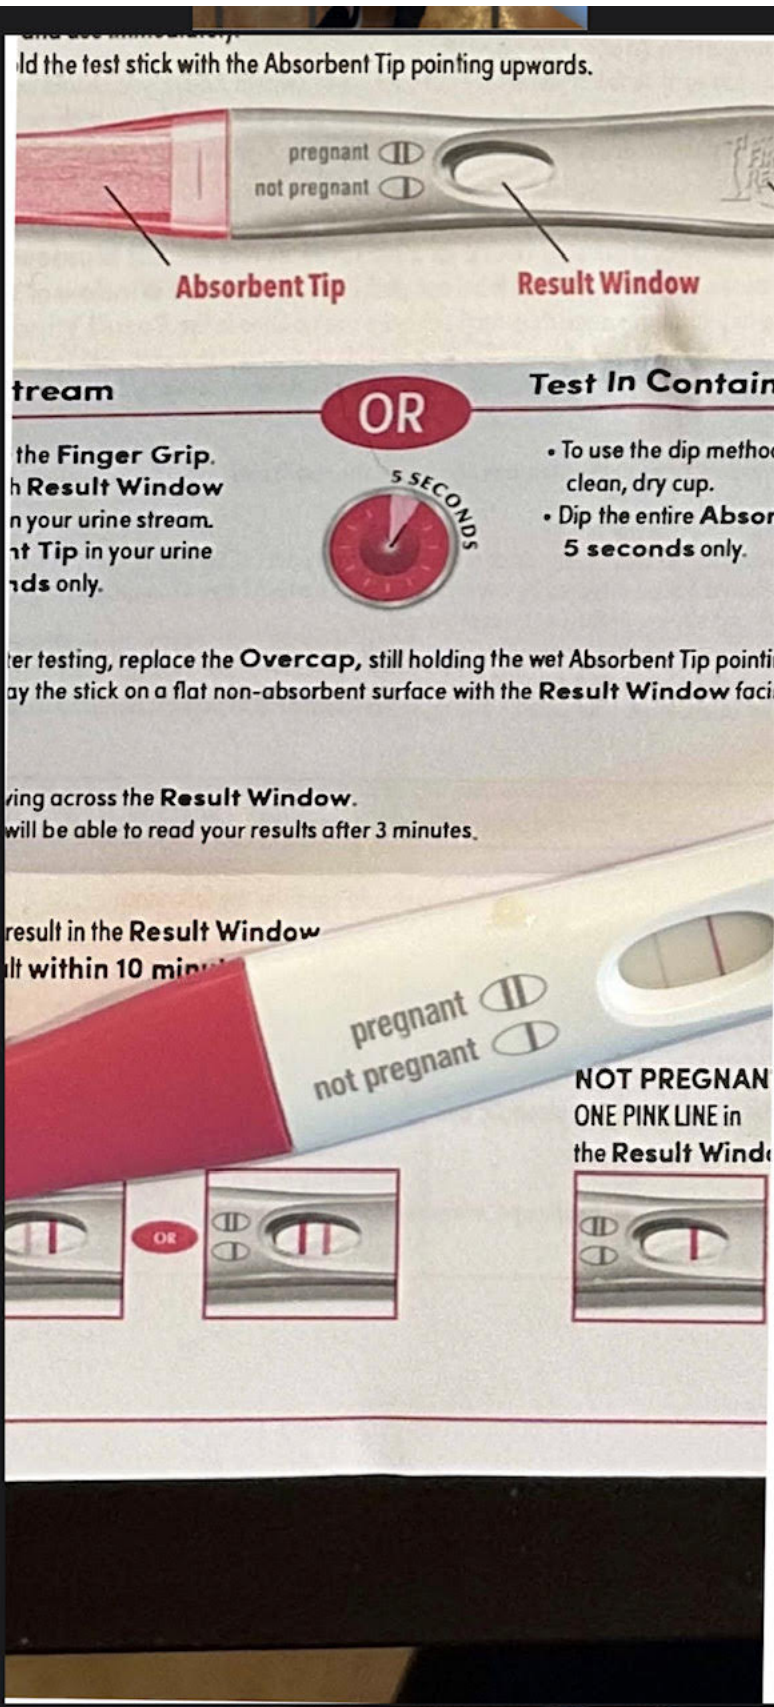 and use immediately.
ld the test stick with the Absorbent Tip pointing upwards.
pregnant
not pregnant
Absorbent Tip
Result Window
tream
OR
Test In Contain
the Finger Grip.
h Result Window
n your urine stream.
nt Tip in your urine
nds only.
5 SECONDS
• To use the dip metho
clean, dry cup.
• Dip the entire Absor
5 seconds only.
ter testing, replace the Overcap, still holding the wet Absorbent Tip pointi
ay the stick on a flat non-absorbent surface with the Result Window faci
ving across the Result Window.
will be able to read your results after 3 minutes.
result in the Result Window
lt within 10 minu
pregnant
not pregnant
NOT PREGNAN
ONE PINK LINE in
the Result Wind
OR